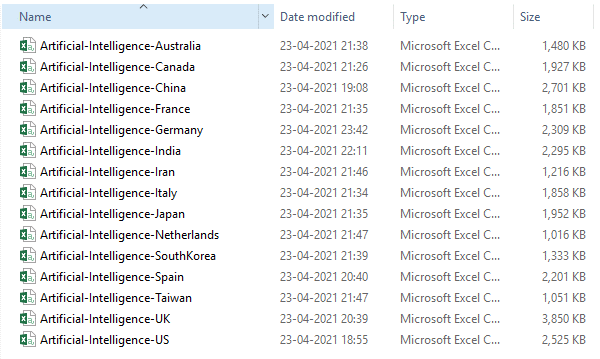 Name Date modified Type Size
Artificial-Intelligence-Australia 23-04-2021 21:38 Microsoft Excel C... 1,480 KB
Artificial-Intelligence-Canada 23-04-2021 21:26 Microsoft Excel C... 1,927 KB
Artificial-Intelligence-China 23-04-2021 19:08 Microsoft Excel C... 2,701 KB
Artificial-Intelligence-France 23-04-2021 21:35 Microsoft Excel C... 1,851 KB
Artificial-Intelligence-Germany 23-04-2021 23:42 Microsoft Excel C... 2,309 KB
Artificial-Intelligence-India 23-04-2021 22:11 Microsoft Excel C... 2,295 KB
Artificial-Intelligence-Iran 23-04-2021 21:46 Microsoft Excel C... 1,216 KB
Artificial-Intelligence-Italy 23-04-2021 21:34 Microsoft Excel C... 1,858 KB
Artificial-Intelligence-Japan 23-04-2021 21:35 Microsoft Excel C... 1,952 KB
Artificial-Intelligence-Netherlands 23-04-2021 21:47 Microsoft Excel C... 1,016 KB
Artificial-Intelligence-SouthKorea 23-04-2021 21:39 Microsoft Excel C... 1,333 KB
Artificial-Intelligence-Spain 23-04-2021 20:40 Microsoft Excel C... 2,201 KB
Artificial-Intelligence-Taiwan 23-04-2021 21:47 Microsoft Excel C... 1,051 KB
Artificial-Intelligence-UK 23-04-2021 20:39 Microsoft Excel C... 3,850 KB
Artificial-Intelligence-US 23-04-2021 18:55 Microsoft Excel C... 2,525 KB